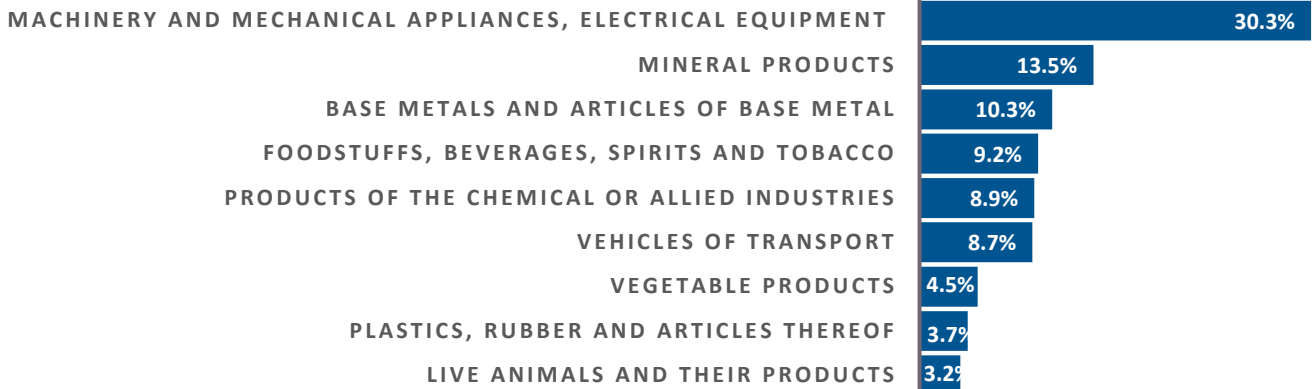 MACHINERY AND MECHANICAL APPLIANCES, ELECTRICAL EQUIPMENT 30.3%
MINERAL PRODUCTS 13.5%
BASE METALS AND ARTICLES OF BASE METAL 10.3%
FOODSTUFFS, BEVERAGES, SPIRITS AND TOBACCO 9.2%
PRODUCTS OF THE CHEMICAL OR ALLIED INDUSTRIES 8.9%
VEHICLES OF TRANSPORT 8.7%
VEGETABLE PRODUCTS 4.5%
PLASTICS, RUBBER AND ARTICLES THEREOF 3.7%
LIVE ANIMALS AND THEIR PRODUCTS 3.2%